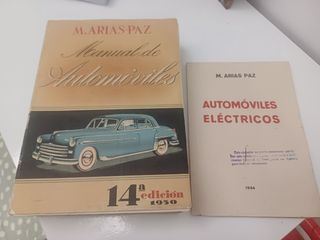 M. ARIAS-PAZ
Manual de
Automóviles
14ª edición
1950
M. ARIAS PAZ
AUTOMÓVILES
ELÉCTRICOS